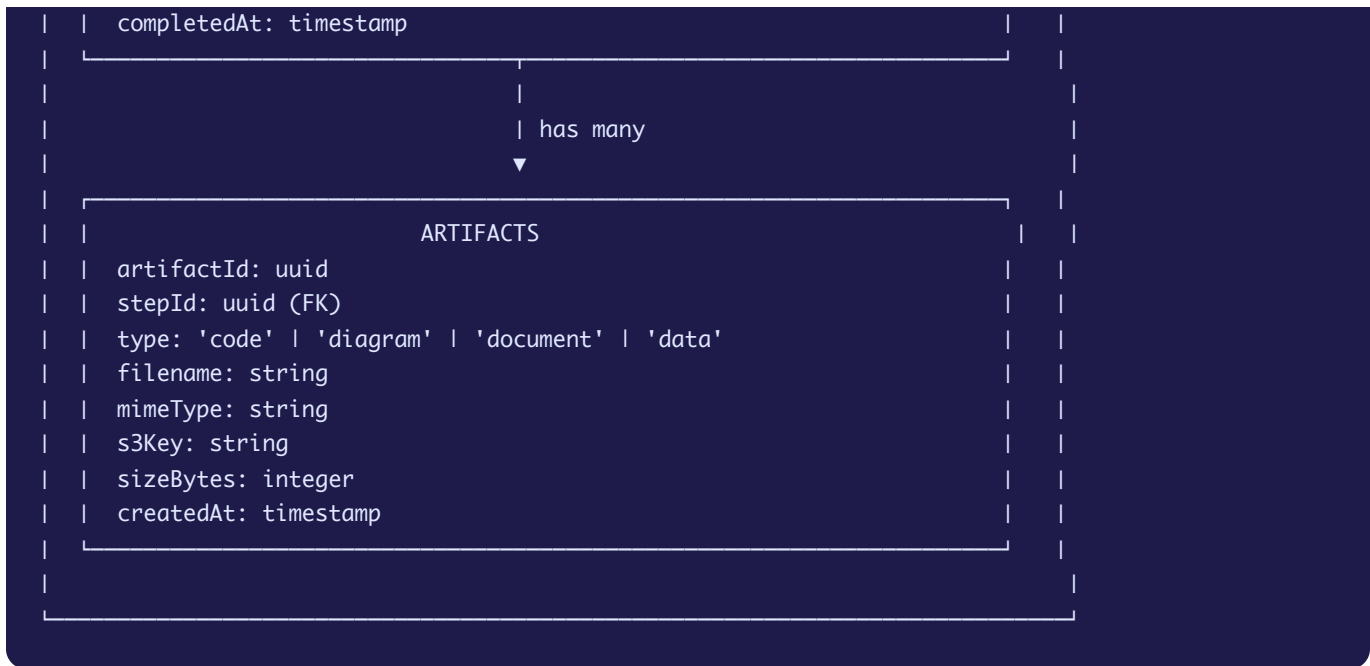 completedAt: timestamp
has many
▼
ARTIFACTS
artifactId: uuid
stepId: uuid (FK)
type: 'code' | 'diagram' | 'document' | 'data'
filename: string
mimeType: string
s3Key: string
sizeBytes: integer
createdAt: timestamp